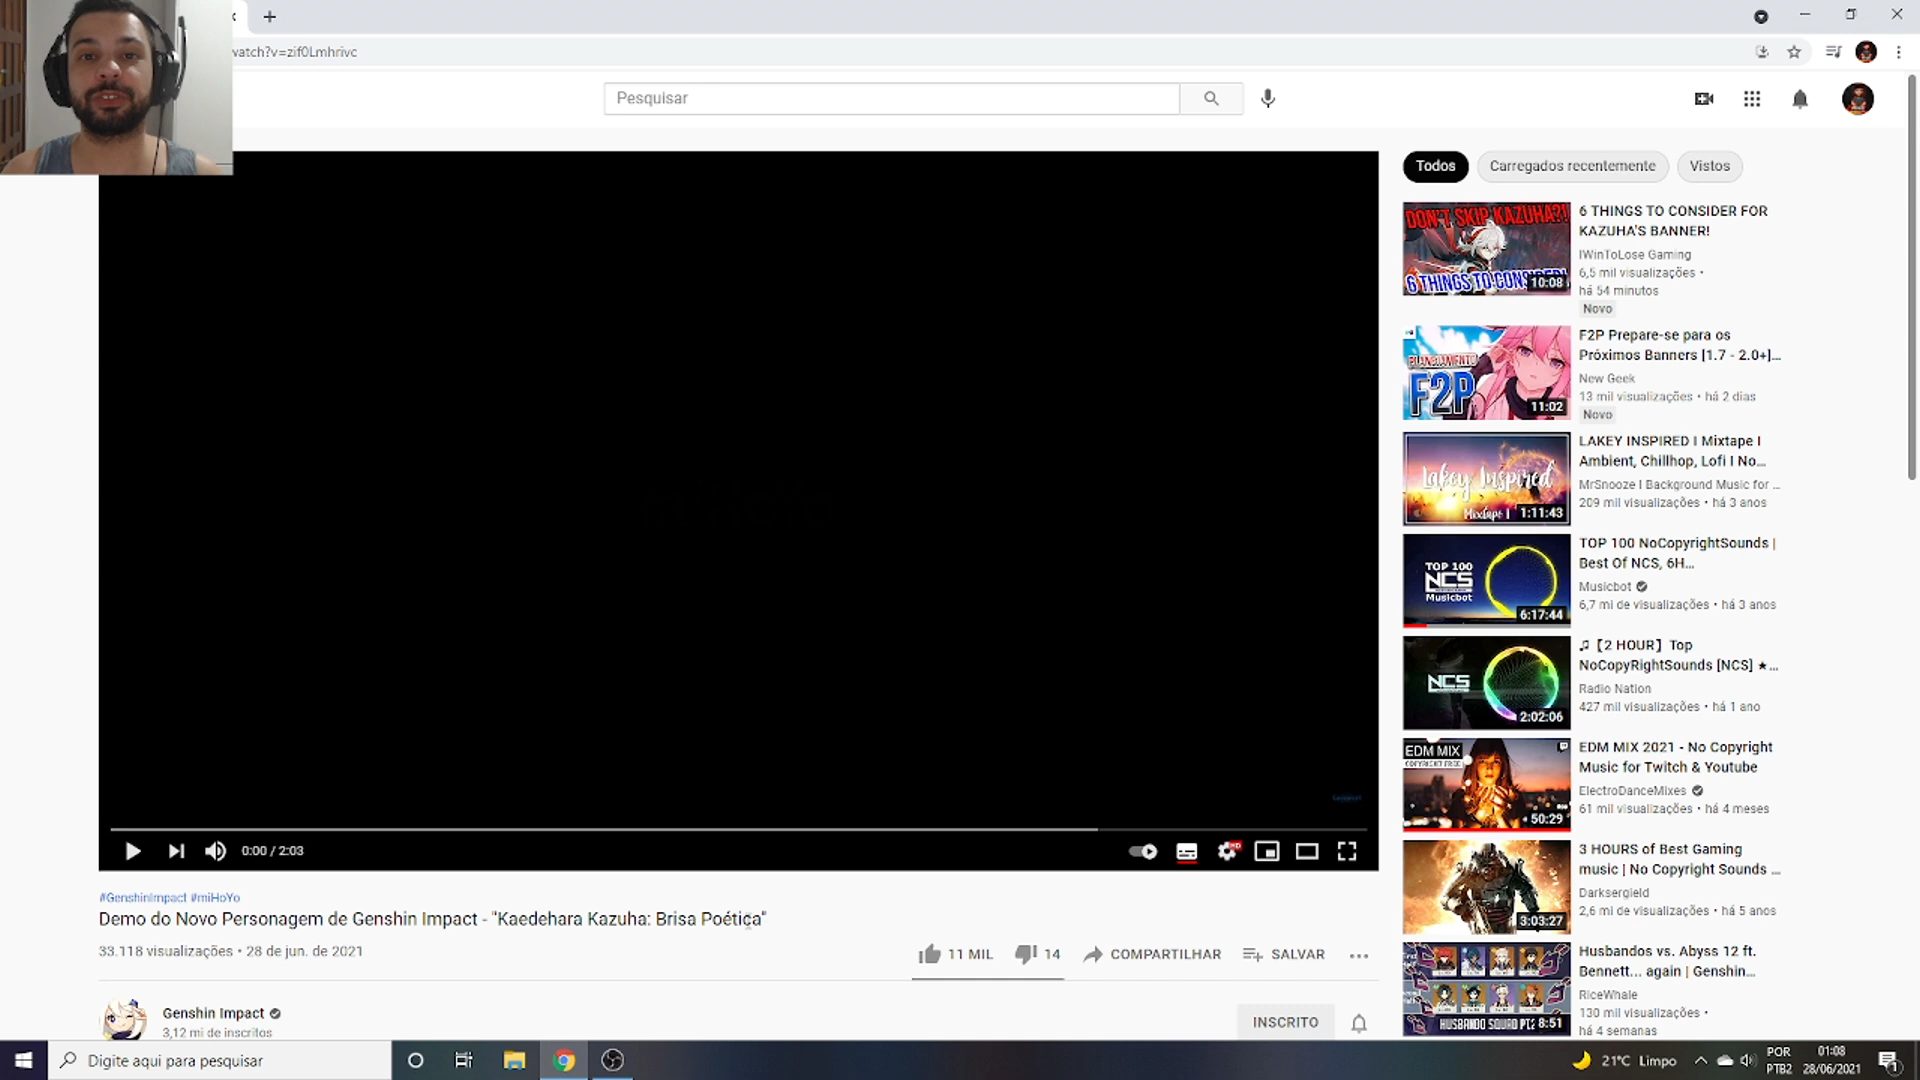 watch?v=zif0Lmhrivc
Pesquisar
Todos
Carregados recentemente
Vistos
DON'T SKIP KAZUHA?!
10:08
6 THINGS TO CONSIDER FOR
KAZUHA'S BANNER!
IWinToLose Gaming
6,5 mil visualizações •
há 54 minutos
Novo
PLANEJAMENTO
F2P
11:02
F2P Prepare-se para os
Próximos Banners [1.7 - 2.0+]...
New Geek
13 mil visualizações • há 2 dias
Novo
Lakey Inspired
Mixtape I
1:11:43
LAKEY INSPIRED I Mixtape I
Ambient, Chillhop, Lofi I No...
MrSnooze I Background Music for ...
209 mil visualizações • há 3 anos
TOP 100
NCS
Musicbot
6:17:44
TOP 100 NoCopyrightSounds |
Best Of NCS, 6H...
Musicbot
6,7 mi de visualizações • há 3 anos
NCS
2:02:06
♫【2 HOUR】Top
NoCopyRightSounds [NCS] ★...
Radio Nation
427 mil visualizações • há 1 ano
EDM MIX
COPYRIGHT FREE
50:29
EDM MIX 2021 - No Copyright
Music for Twitch & Youtube
ElectroDanceMixes
61 mil visualizações • há 4 meses
3:03:27
3 HOURS of Best Gaming
music | No Copyright Sounds ...
Darksergield
2,6 mi de visualizações • há 5 anos
HUSBANDO SQUAD PT2
8:51
Husbandos vs. Abyss 12 ft.
Bennett... again | Genshin...
RiceWhale
130 mil visualizações •
há 4 semanas
0:00 / 2:03
HD
#GenshinImpact #miHoYo
Demo do Novo Personagem de Genshin Impact - "Kaedehara Kazuha: Brisa Poética"
33.118 visualizações • 28 de jun. de 2021
11 MIL
14
COMPARTILHAR
SALVAR
Genshin Impact
3,12 mi de inscritos
INSCRITO
Digite aqui para pesquisar
21°C Limpo
POR
PTB2
01:08
28/06/2021
1